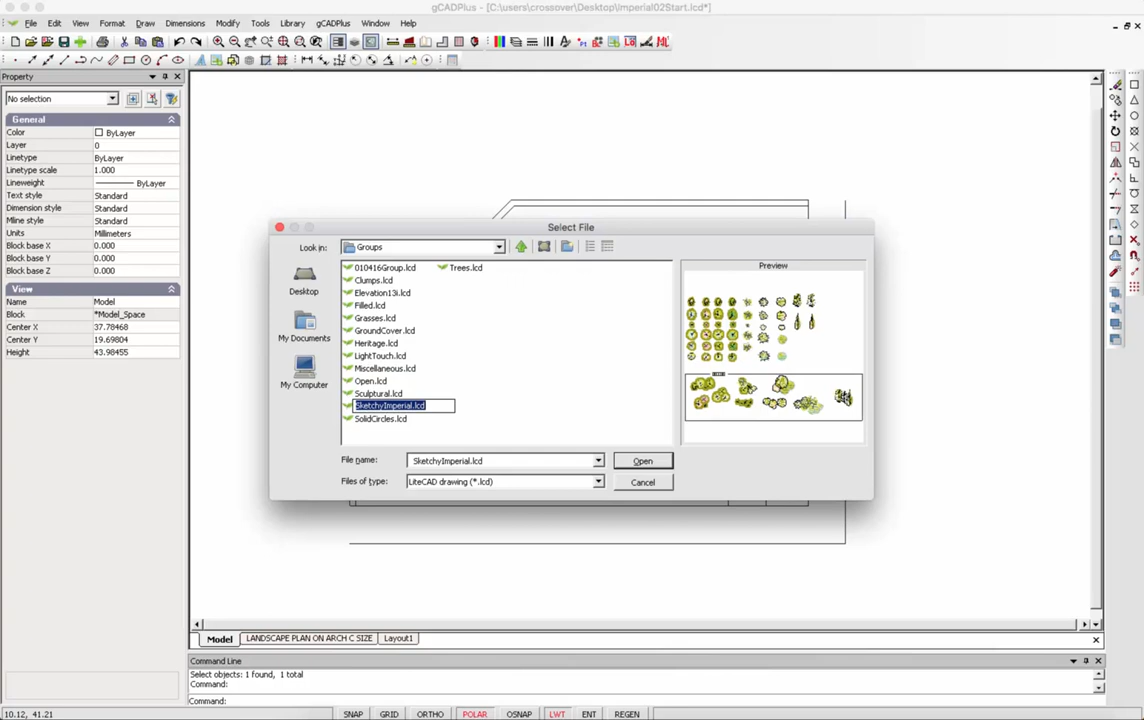 gCADPlus - [C:\users\crossover/Desktop\Imperial02Start.lcd*]
File Edit View Format Draw Dimensions Modify Tools Library gCADPlus Window Help
Property
No selection
General
Color ByLayer
Layer 0
Linetype ByLayer
Linetype scale 1.000
Lineweight ByLayer
Text style Standard
Dimension style Standard
Mline style Standard
Units Millimeters
Block base X 0.000
Block base Y 0.000
Block base Z 0.000
View
Name Model
Block *Model_Space
Center X 37.78468
Center Y 19.69804
Height 43.98455
Select File
Look in: Groups
Desktop
My Documents
My Computer
010416Group.lcd
Clumps.lcd
Elevation13i.lcd
Filled.lcd
Grasses.lcd
GroundCover.lcd
Heritage.lcd
LightTouch.lcd
Miscellaneous.lcd
Open.lcd
Sculptural.lcd
SketchyImperial.lcd
SolidCircles.lcd
Trees.lcd
Preview
File name: SketchyImperial.lcd Open
Files of type: LiteCAD drawing (*.lcd) Cancel
Model LANDSCAPE PLAN ON ARCH C SIZE Layout1
Command Line
Select objects: 1 found, 1 total
Command:
Command:
10.12, 41.21 SNAP GRID ORTHO POLAR OSNAP LWT ENT REGEN